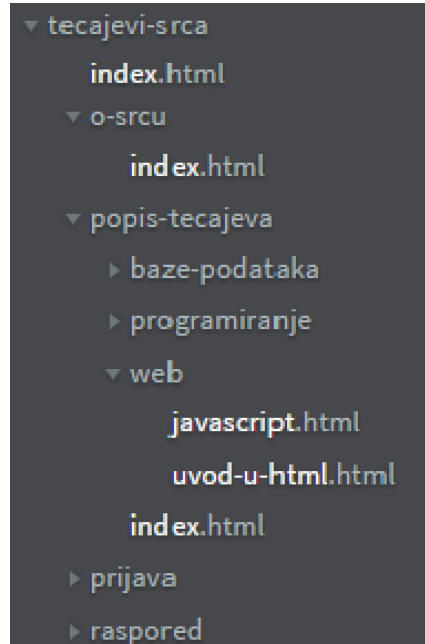 tecajevi-srca
index.html
o-srcu
index.html
popis-tecajeva
baze-podataka
programiranje
web
javascript.html
uvod-u-html.html
index.html
prijava
raspored